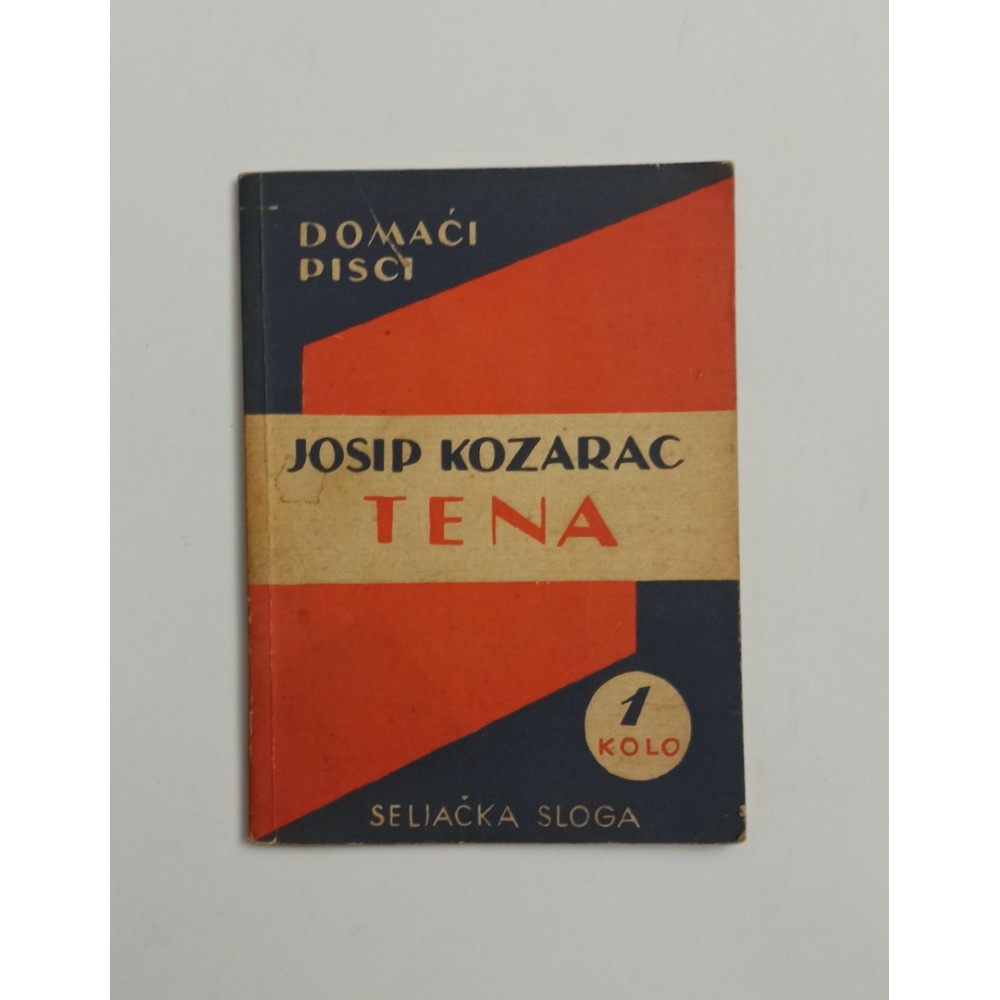 DOMAĆI
PISCI
JOSIP KOZARAC
TENA
1
KOLO
SELJAČKA SLOGA